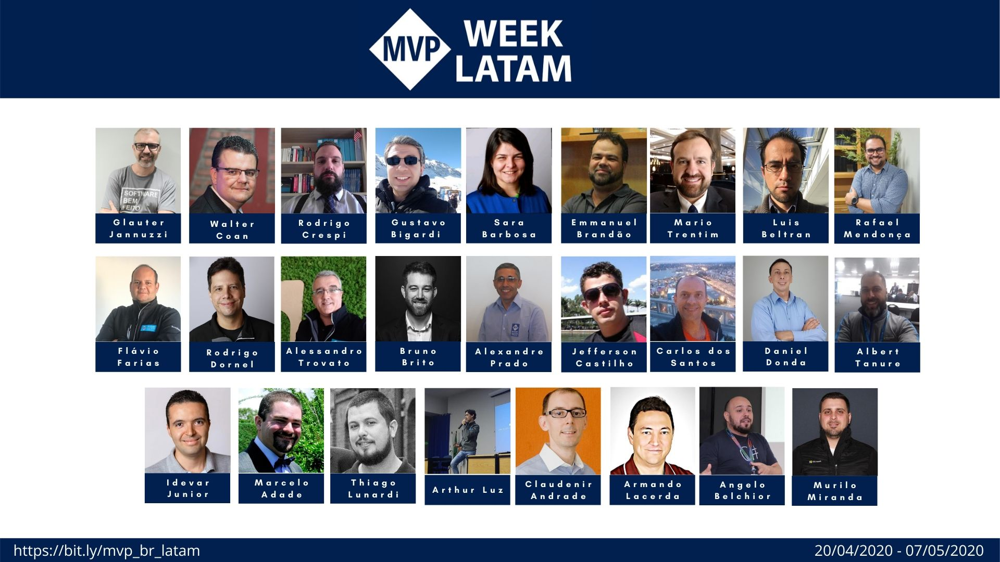 MVP
WEEK
LATAM
SOFTWARE
BEM
FEITO
Glauter
Jannuzzi
Walter
Coan
Rodrigo
Crespi
Gustavo
Bigardi
Sara
Barbosa
Emmanuel
Brandão
Mario
Trentim
Luis
Beltran
Rafael
Mendonça
Flávio
Farias
Rodrigo
Dornel
Alessandro
Trovato
Bruno
Brito
MVP
Alexandre
Prado
Jefferson
Castilho
Carlos dos
Santos
Daniel
Donda
Albert
Tanure
Idevar
Junior
Marcelo
Adade
Thiago
Lunardi
Arthur Luz
Claudenir
Andrade
Armando
Lacerda
Angelo
Belchior
Microsoft
Murilo
Miranda
https://bit.ly/mvp_br_latam
20/04/2020 - 07/05/2020